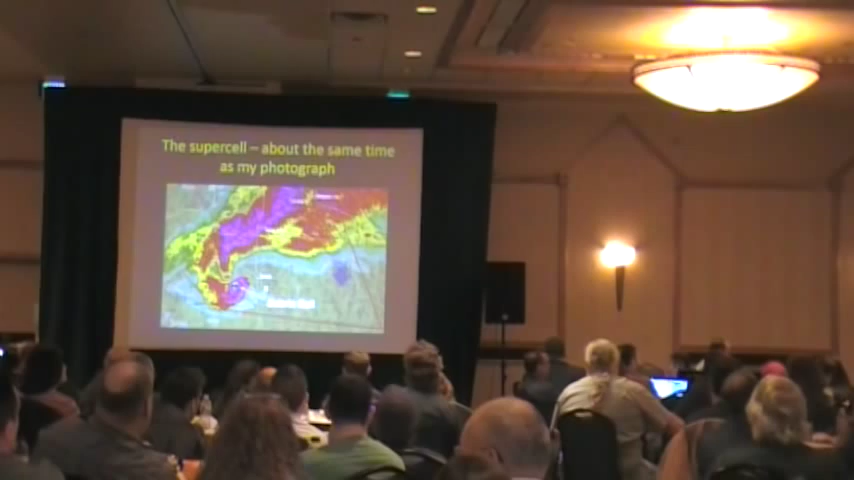 The supercell – about the same time
as my photograph